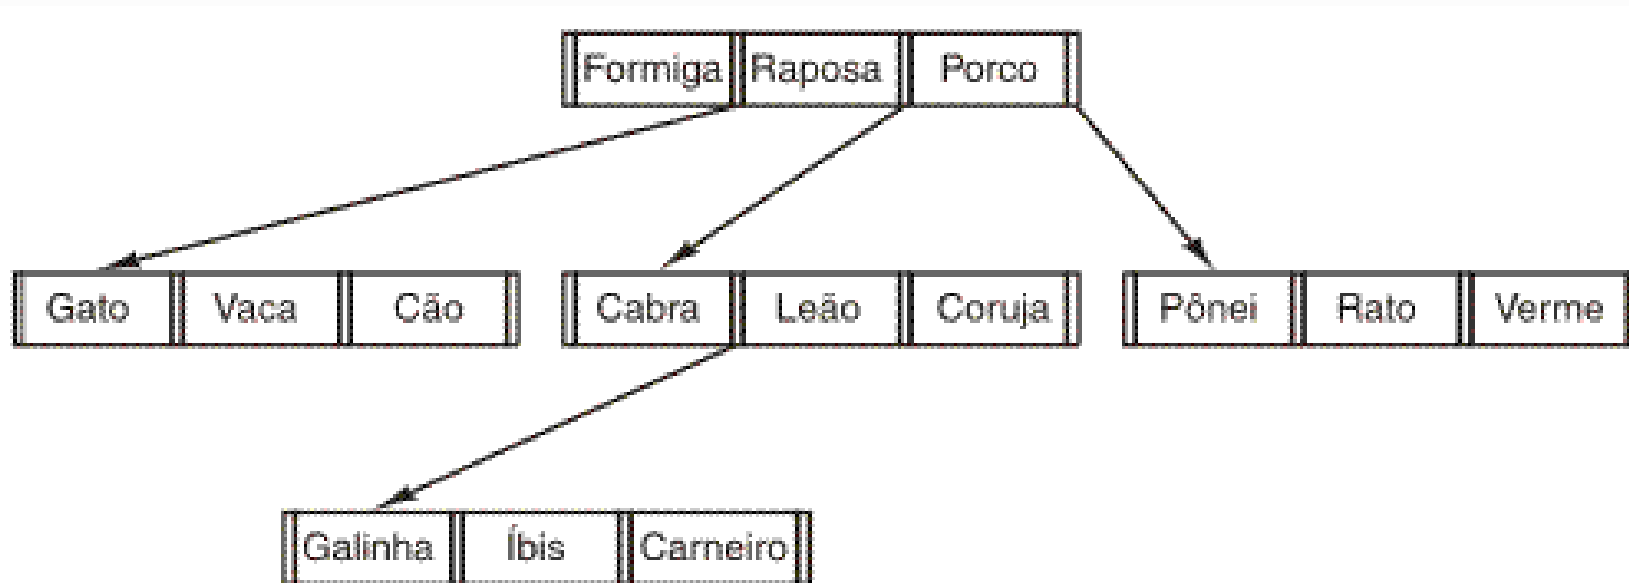 Formiga Raposa Porco
Gato Vaca Cão Cabra Leão Coruja Pônei Rato Verme
Galinha Íbis Carneiro